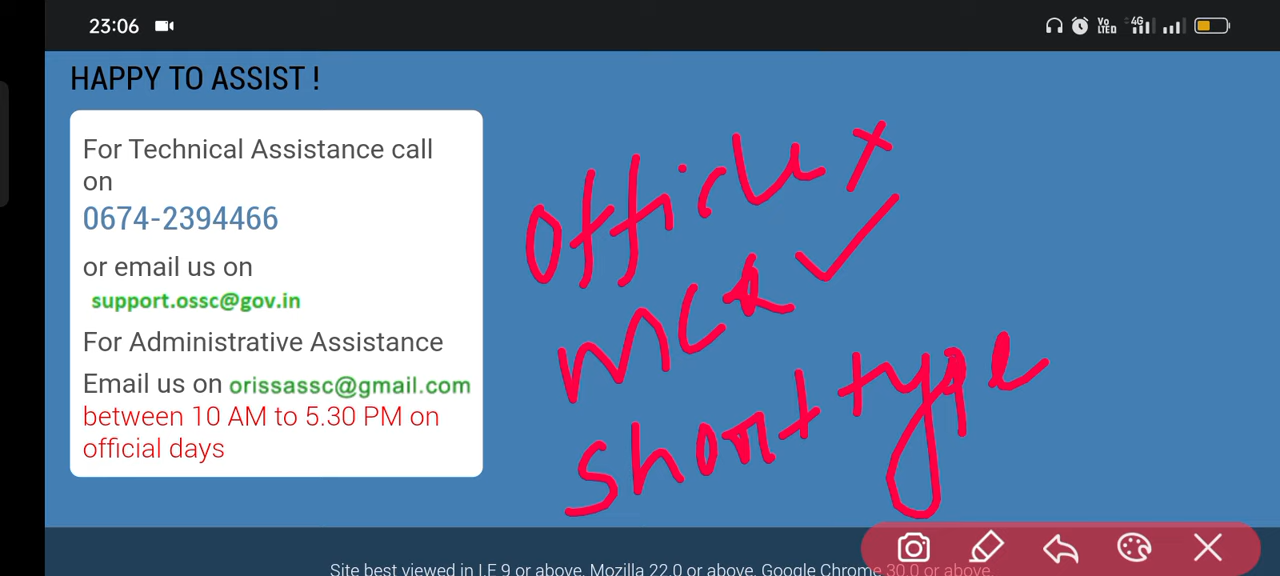 23:06
Vo LTED 4G
HAPPY TO ASSIST !
For Technical Assistance call
on
0674-2394466
or email us on
support.ossc@gov.in
For Administrative Assistance
Email us on orissassc@gmail.com
between 10 AM to 5.30 PM on
official days
MCQ
Short type
Site best viewed in I.E 9 or above, Mozilla 22.0 or above, Google Chrome 30.0 or above.